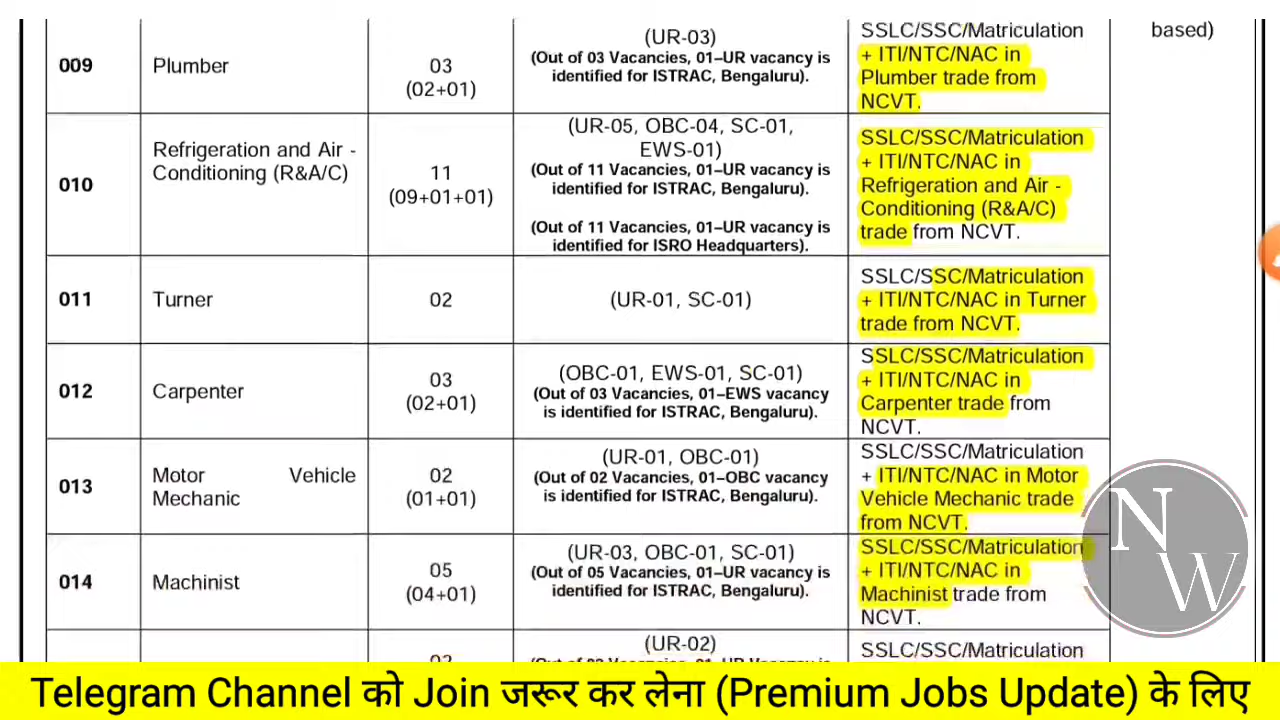 based)
009 Plumber 03 (UR-03) SSLC/SSC/Matriculation
(02+01) (Out of 03 Vacancies, 01–UR vacancy is + ITI/NTC/NAC in
identified for ISTRAC, Bengaluru). Plumber trade from
NCVT.
010 Refrigeration and Air - 11 (UR-05, OBC-04, SC-01, SSLC/SSC/Matriculation
Conditioning (R&A/C) (09+01+01) EWS-01) + ITI/NTC/NAC in
(Out of 11 Vacancies, 01–UR vacancy is Refrigeration and Air -
identified for ISTRAC, Bengaluru). Conditioning (R&A/C)
(Out of 11 Vacancies, 01–UR vacancy is trade from NCVT.
identified for ISRO Headquarters).
011 Turner 02 (UR-01, SC-01) SSLC/SSC/Matriculation
+ ITI/NTC/NAC in Turner
trade from NCVT.
012 Carpenter 03 (OBC-01, EWS-01, SC-01) SSLC/SSC/Matriculation
(02+01) (Out of 03 Vacancies, 01–EWS vacancy + ITI/NTC/NAC in
is identified for ISTRAC, Bengaluru). Carpenter trade from
NCVT.
013 Motor Vehicle 02 (UR-01, OBC-01) SSLC/SSC/Matriculation
Mechanic (01+01) (Out of 02 Vacancies, 01–OBC vacancy + ITI/NTC/NAC in Motor
is identified for ISTRAC, Bengaluru). Vehicle Mechanic trade
from NCVT.
014 Machinist 05 (UR-03, OBC-01, SC-01) SSLC/SSC/Matriculation
(04+01) (Out of 05 Vacancies, 01–UR vacancy is + ITI/NTC/NAC in
identified for ISTRAC, Bengaluru). Machinist trade from
NCVT.
(UR-02) SSLC/SSC/Matriculation
NW
Telegram Channel को Join जरूर कर लेना (Premium Jobs Update) के लिए